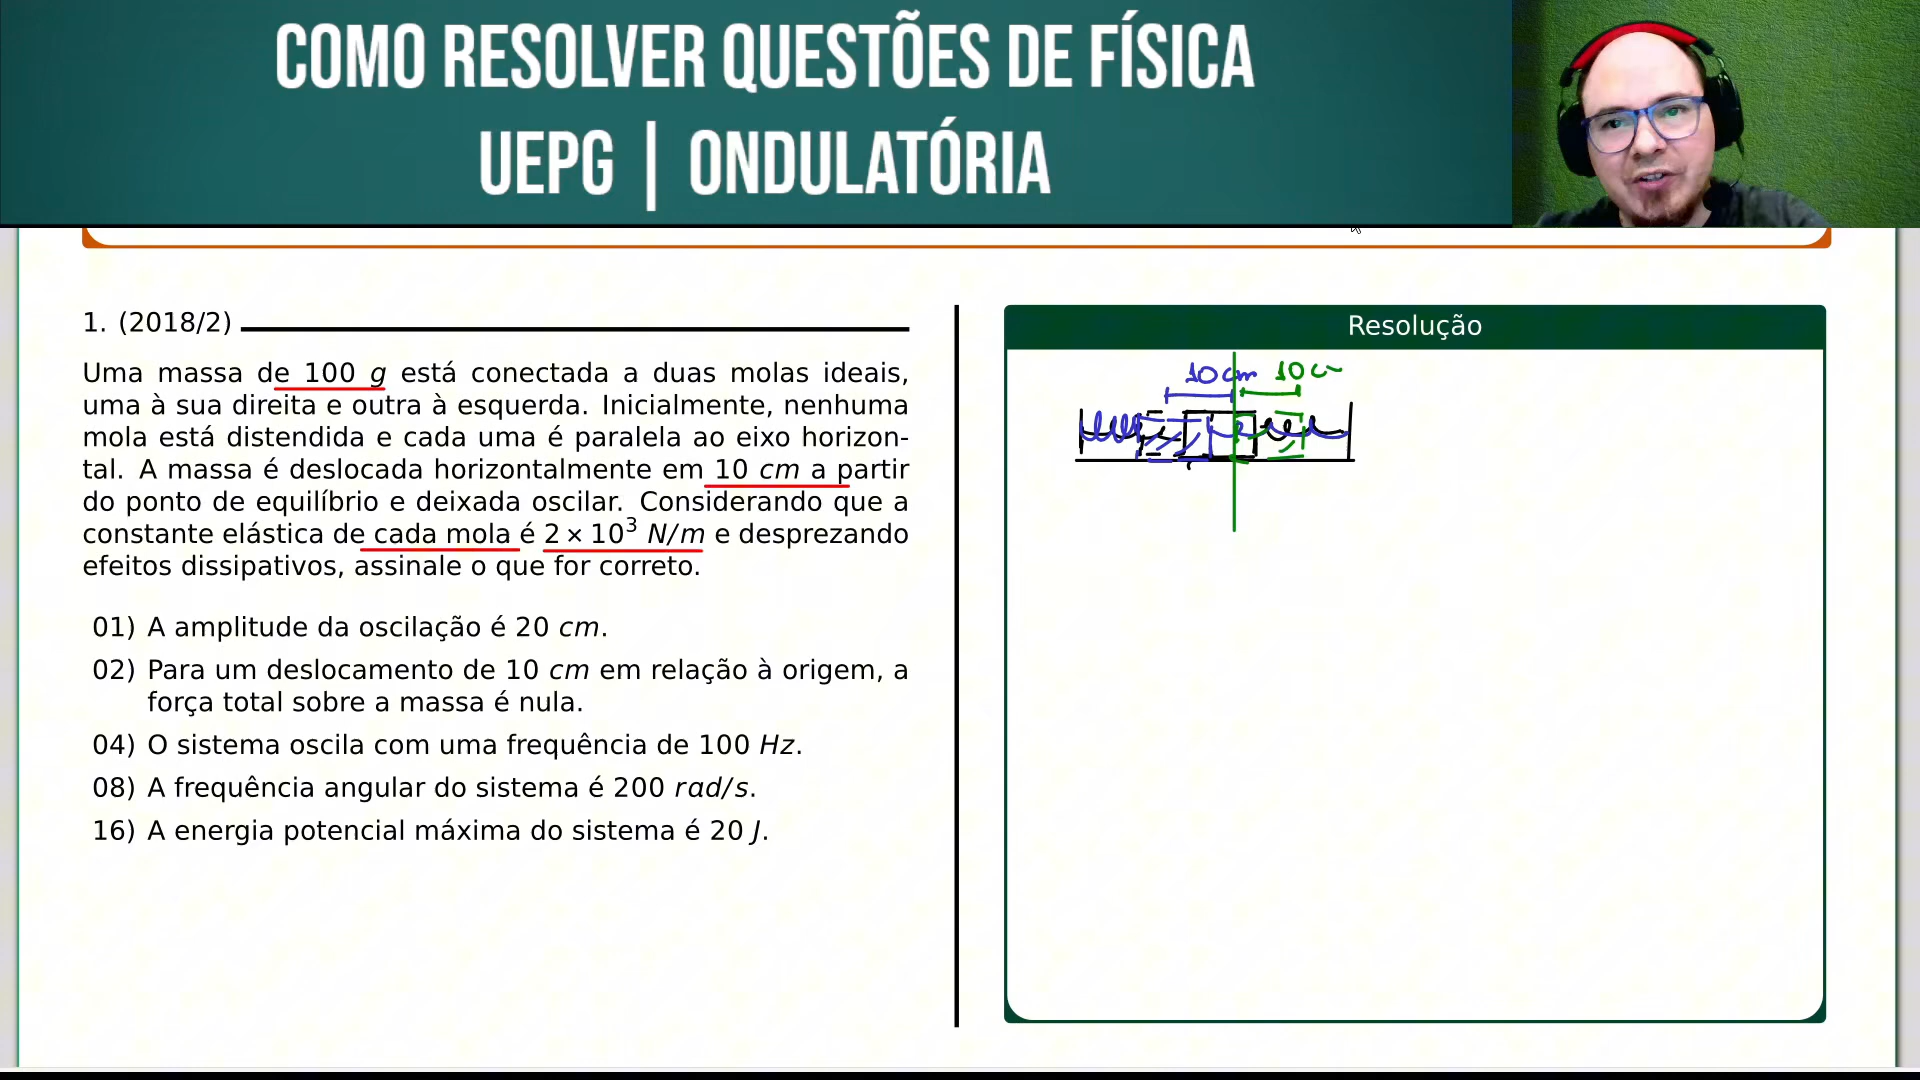 COMO RESOLVER QUESTÕES DE FÍSICA
UEPG | ONDULATÓRIA
1. (2018/2)
Uma massa de 100 g está conectada a duas molas ideais,
uma à sua direita e outra à esquerda. Inicialmente, nenhuma
mola está distendida e cada uma é paralela ao eixo horizon-
tal. A massa é deslocada horizontalmente em 10 cm a partir
do ponto de equilíbrio e deixada oscilar. Considerando que a
constante elástica de cada mola é 2 × 10³ N/m e desprezando
efeitos dissipativos, assinale o que for correto.
01) A amplitude da oscilação é 20 cm.
02) Para um deslocamento de 10 cm em relação à origem, a
força total sobre a massa é nula.
04) O sistema oscila com uma frequência de 100 Hz.
08) A frequência angular do sistema é 200 rad/s.
16) A energia potencial máxima do sistema é 20 J.
Resolução
10 cm 10 c